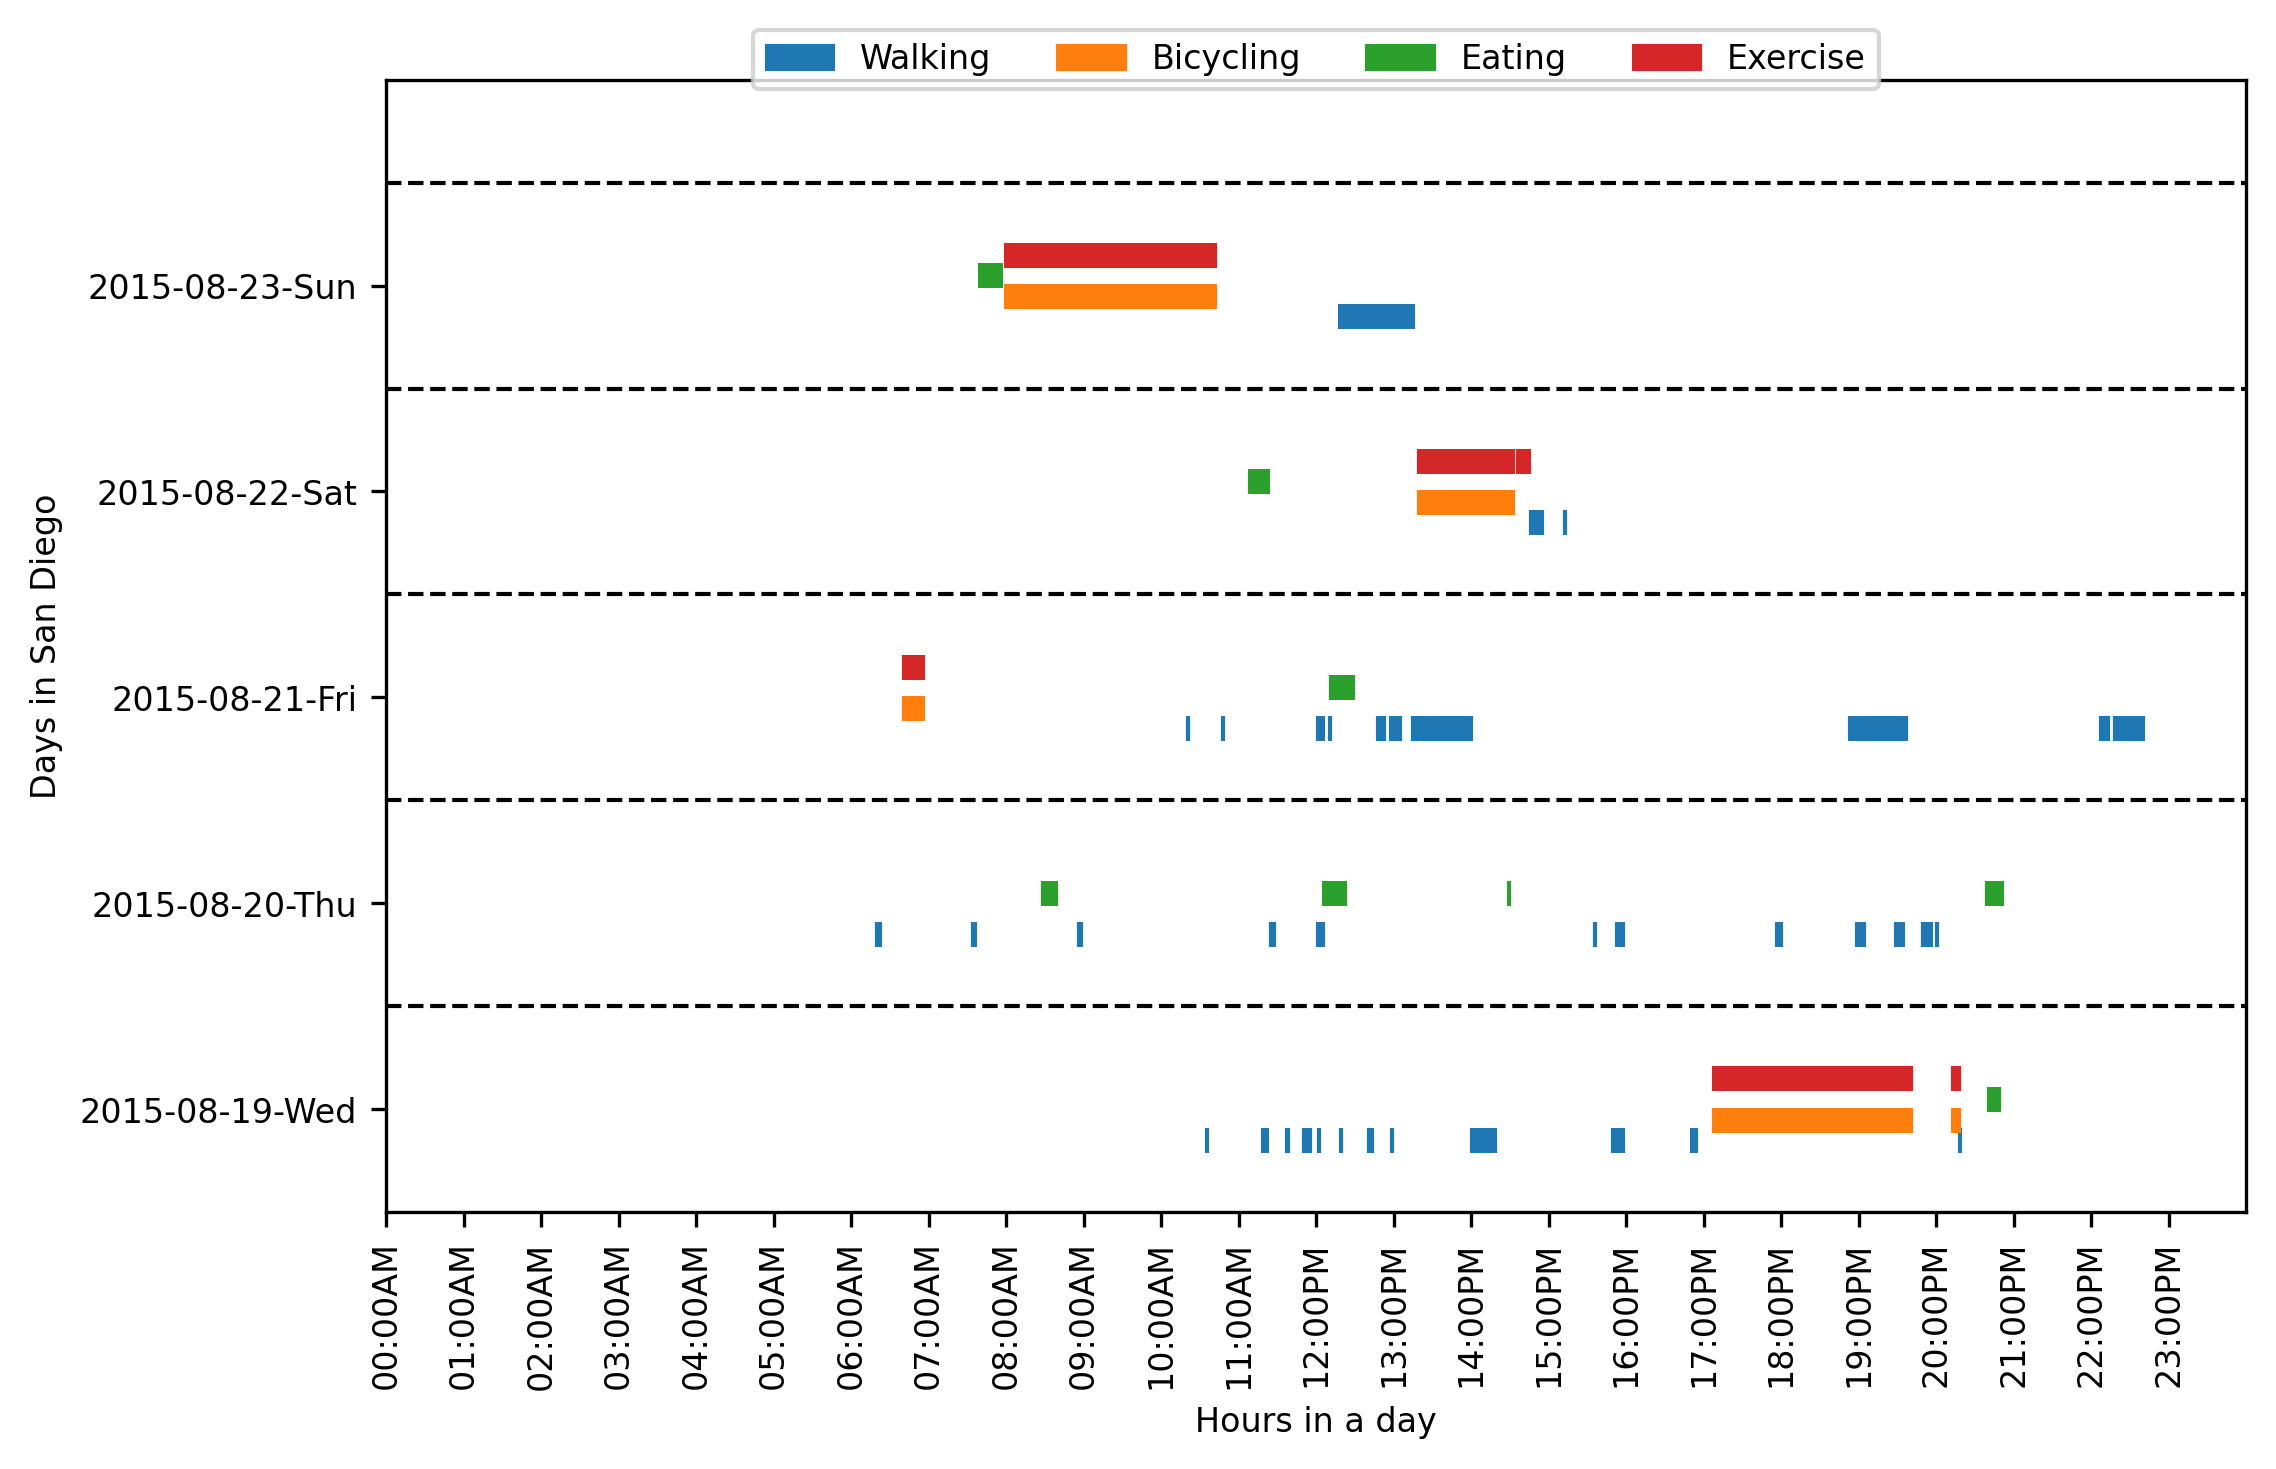 Walking Bicycling Eating Exercise
2015-08-23-Sun
2015-08-22-Sat
2015-08-21-Fri
2015-08-20-Thu
2015-08-19-Wed
Days in San Diego
00:00AM 01:00AM 02:00AM 03:00AM 04:00AM 05:00AM 06:00AM 07:00AM 08:00AM 09:00AM 10:00AM 11:00AM 12:00PM 13:00PM 14:00PM 15:00PM 16:00PM 17:00PM 18:00PM 19:00PM 20:00PM 21:00PM 22:00PM 23:00PM
Hours in a day